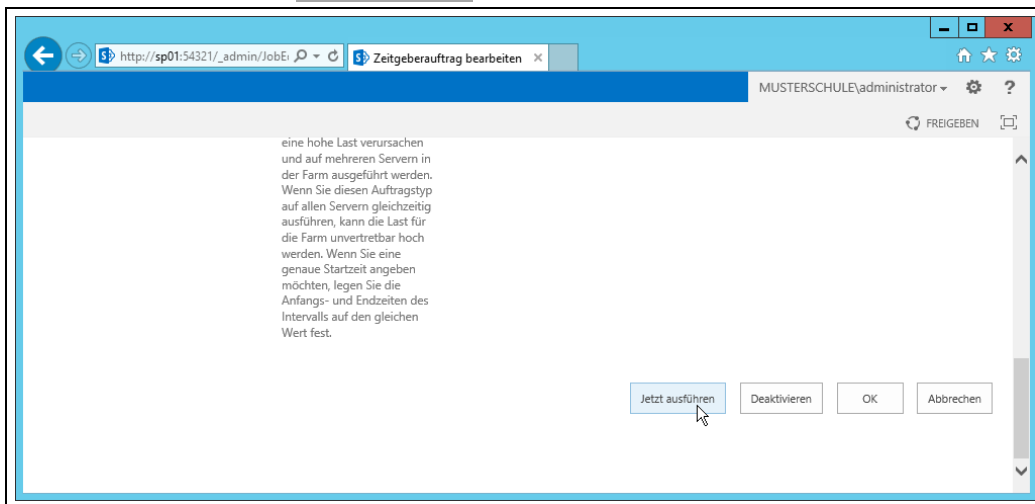 http://sp01:54321/_admin/JobE
Zeitgeberauftrag bearbeiten
MUSTERSCHULE\administrator
?
FREIGEBEN
eine hohe Last verursachen
und auf mehreren Servern in
der Farm ausgeführt werden.
Wenn Sie diesen Auftragstyp
auf allen Servern gleichzeitig
ausführen, kann die Last für
die Farm unvertretbar hoch
werden. Wenn Sie eine
genaue Startzeit angeben
möchten, legen Sie die
Anfangs- und Endzeiten des
Intervalls auf den gleichen
Wert fest.
Jetzt ausführen
Deaktivieren
OK
Abbrechen